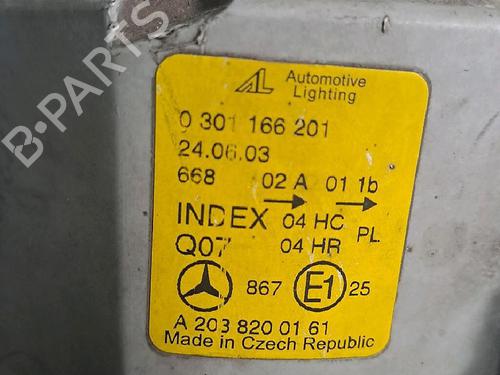 B-PARTS
AL Automotive
Lighting
0 301 166 201
24.06.03
668 02 A 01 1b
INDEX 04 HC PL
Q07 04 HR
867 E1 25
A 203 820 01 61
Made in Czech Republic